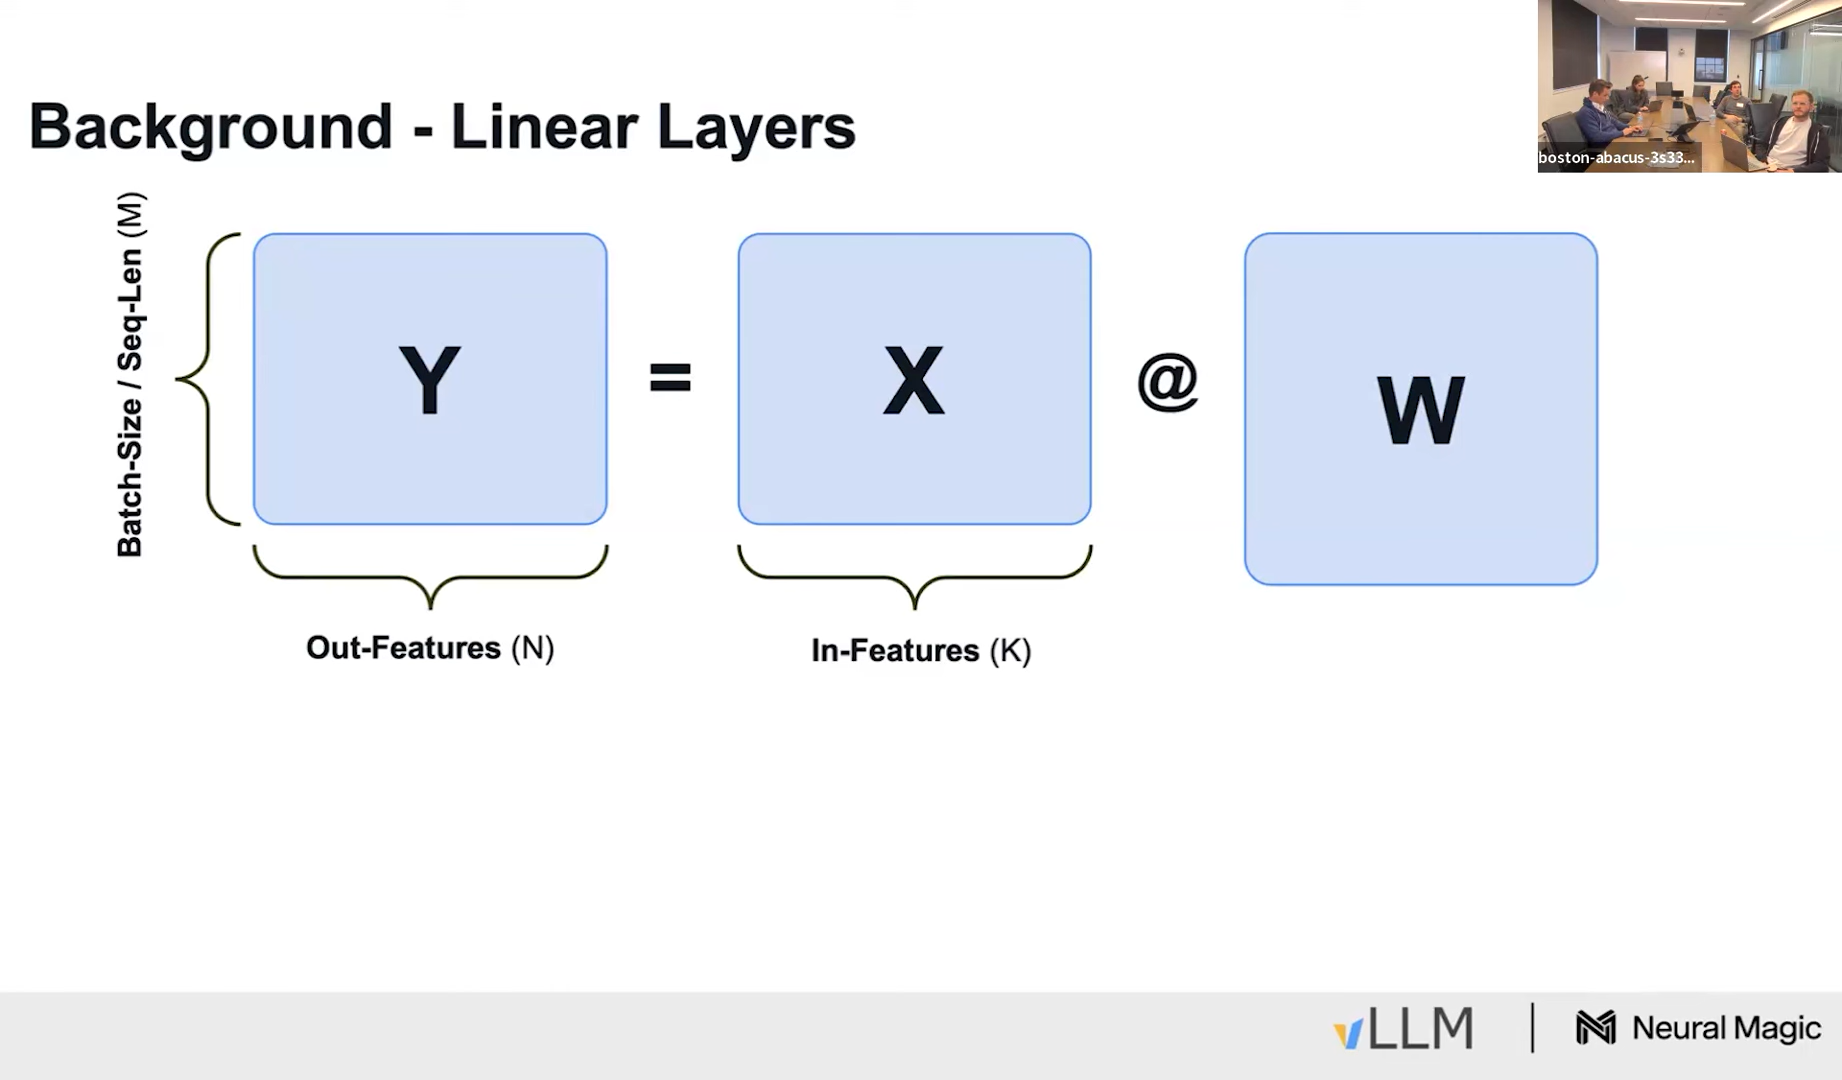 Background - Linear Layers
boston-abacus-3s33...
Batch-Size / Seq-Len (M)
Y
=
X
@
W
Out-Features (N)
In-Features (K)
vLLM
Neural Magic